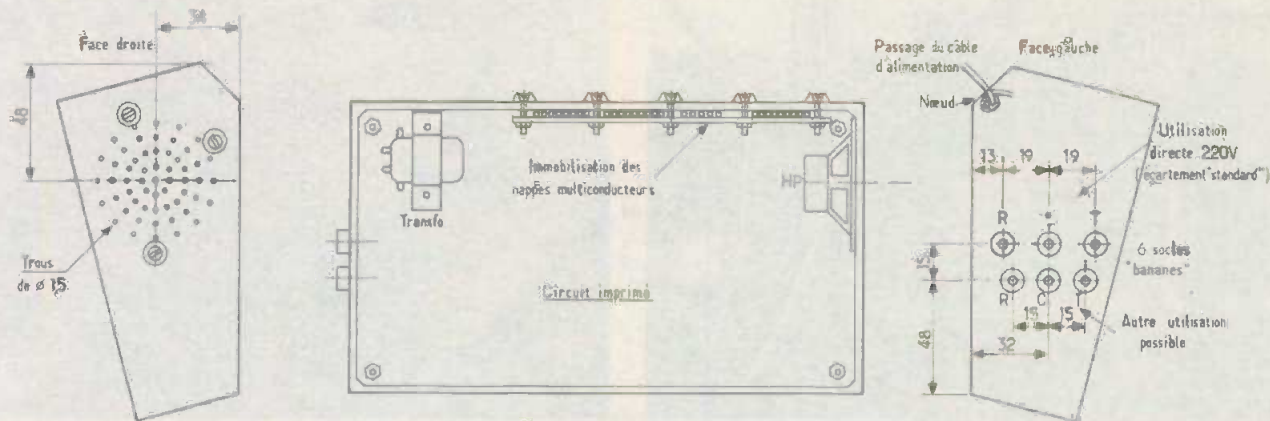 Face droite
48
Trous
de ø 15
Transfo
Immobilisation des
nappes multiconducteurs
HP
Circuit imprimé
Passage du câble
d'alimentation
Face gauche
Nœud
Utilisation
directe 220V
(écartement "standard")
13 19 19
R
15
6 socles
"bananes"
R C T
15 15
48
32
Autre utilisation
possible